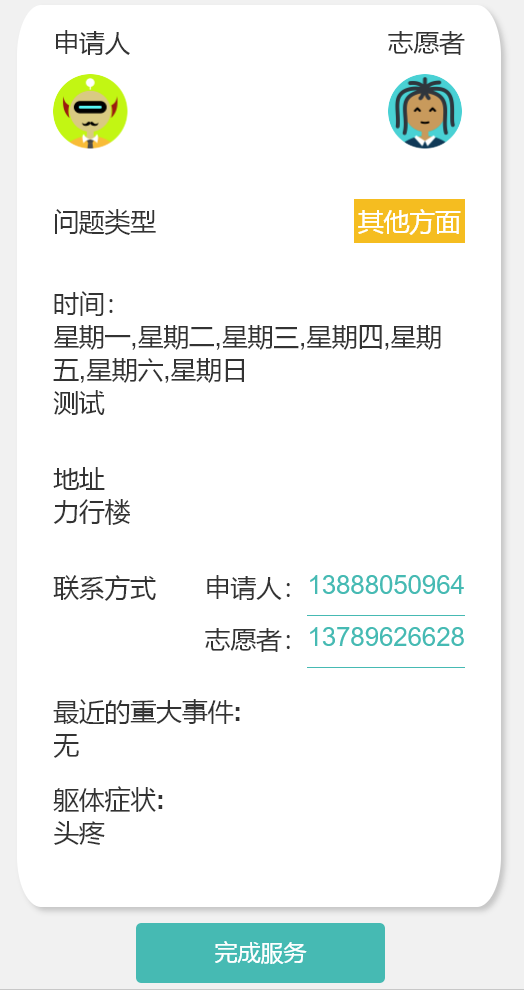 申请人 志愿者
问题类型 其他方面
时间：
星期一,星期二,星期三,星期四,星期
五,星期六,星期日
测试
地址
力行楼
联系方式 申请人：13888050964
志愿者：13789626628
最近的重大事件:
无
躯体症状:
头疼
完成服务